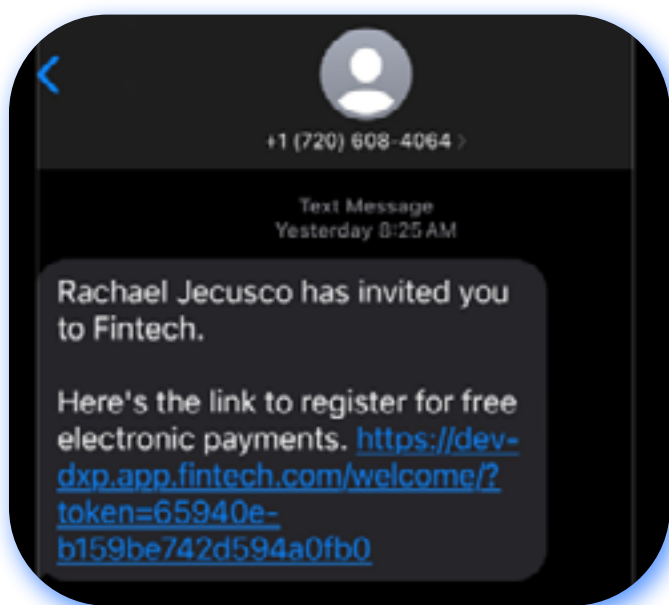 +1 (720) 608-4064 >
Text Message
Yesterday 8:25 AM
Rachael Jecusco has invited you
to Fintech.
Here's the link to register for free
electronic payments. https://dev-
dxp.app.fintech.com/welcome/?
token=65940e-
b159be742d594a0fb0